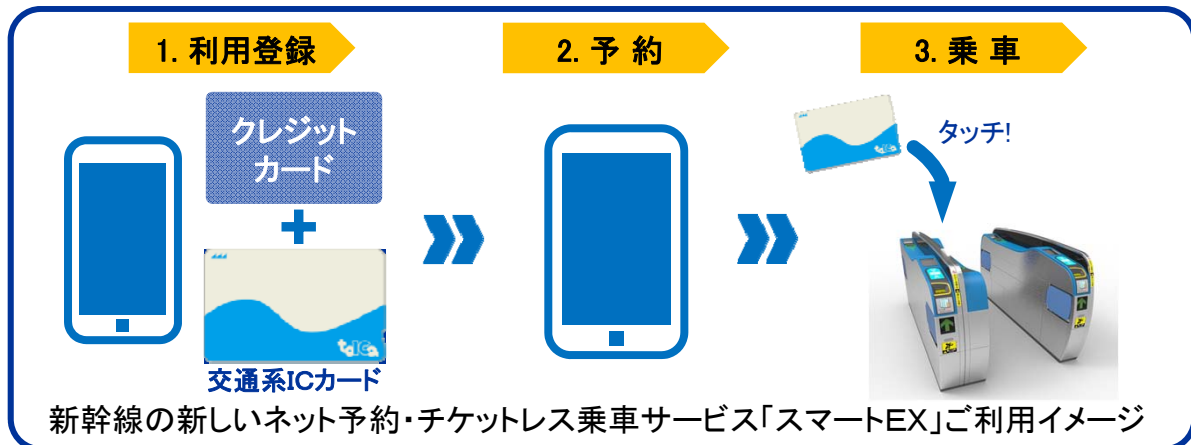 1. 利用登録
2. 予 約
3. 乗 車
クレジット
カード
+
toICa
交通系ICカード
タッチ!
新幹線の新しいネット予約・チケットレス乗車サービス「スマートEX」ご利用イメージ